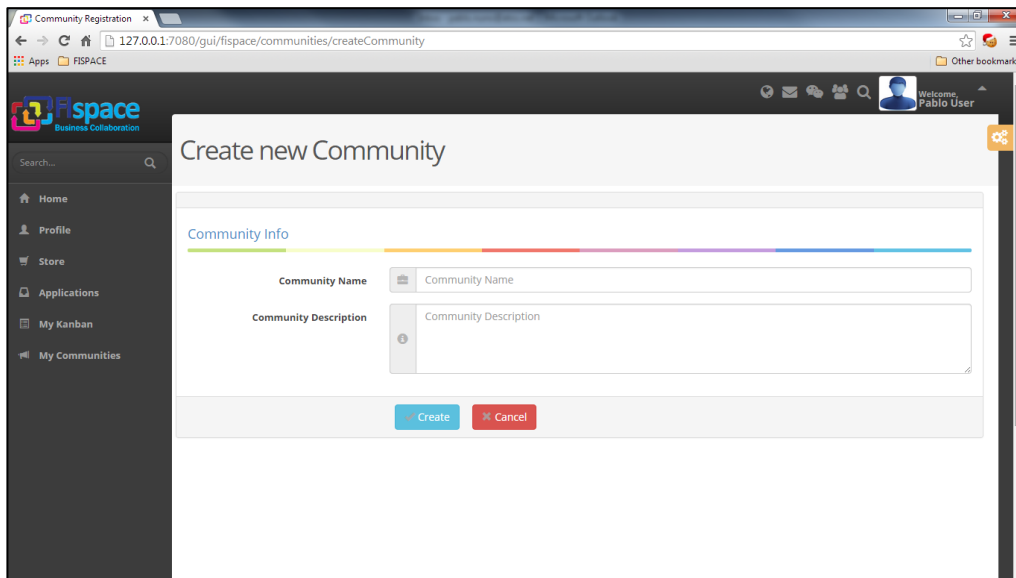 Community Registration
127.0.0.1:7080/gui/fispace/communities/createCommunity
Apps FISPACE Other bookmark
Welcome,
Pablo User
FIspace
Business Collaboration
Create new Community
Search...
Home
Profile
Store
Applications
My Kanban
My Communities
Community Info
Community Name Community Name
Community Description Community Description
Create Cancel